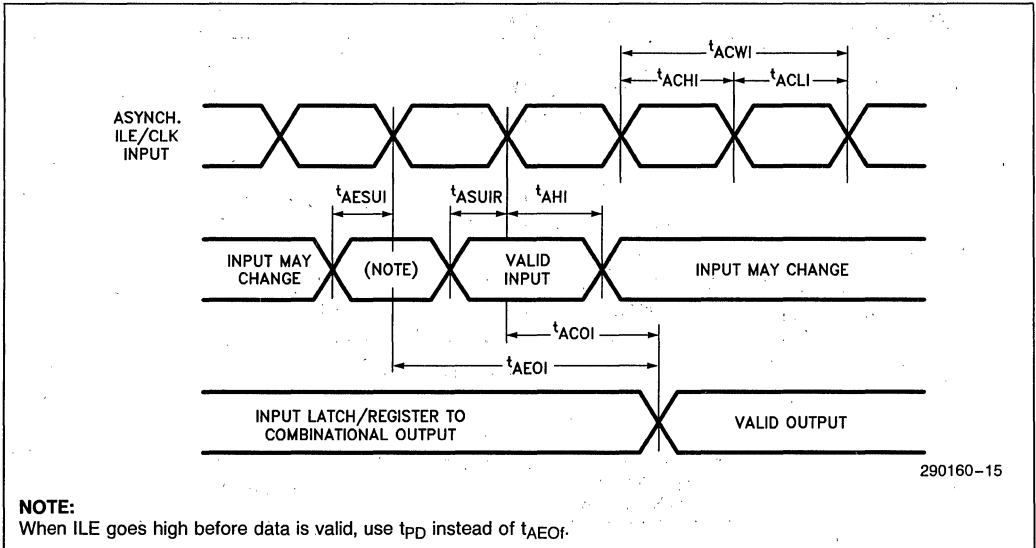 tACWI
tACHI
tACLI
ASYNCH.
ILE/CLK
INPUT
tAESUI
tASUIR
tAHI
INPUT MAY
CHANGE
(NOTE)
VALID
INPUT
INPUT MAY CHANGE
tACOI
tAEOI
INPUT LATCH/REGISTER TO
COMBINATIONAL OUTPUT
VALID OUTPUT
290160-15
NOTE:
When ILE goes high before data is valid, use tPD instead of tAEOf.